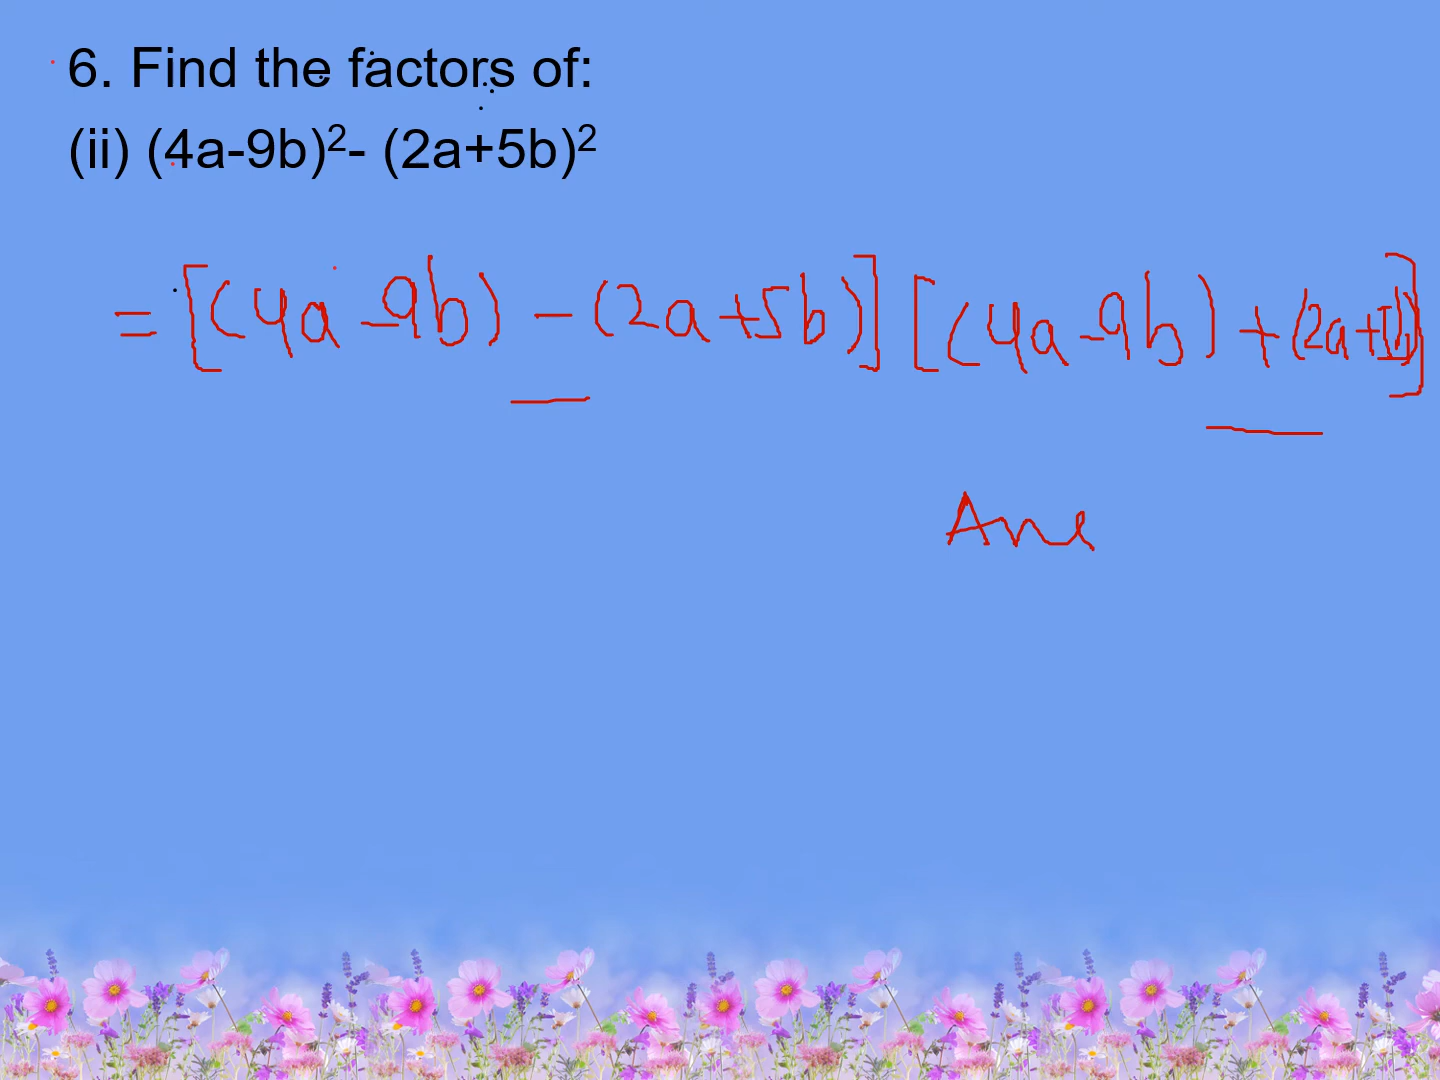 6. Find the factors of:
(ii) (4a-9b)²- (2a+5b)²
= [(4a-9b) - (2a+5b)] [(4a-9b) + (2a+5b)]
Ans